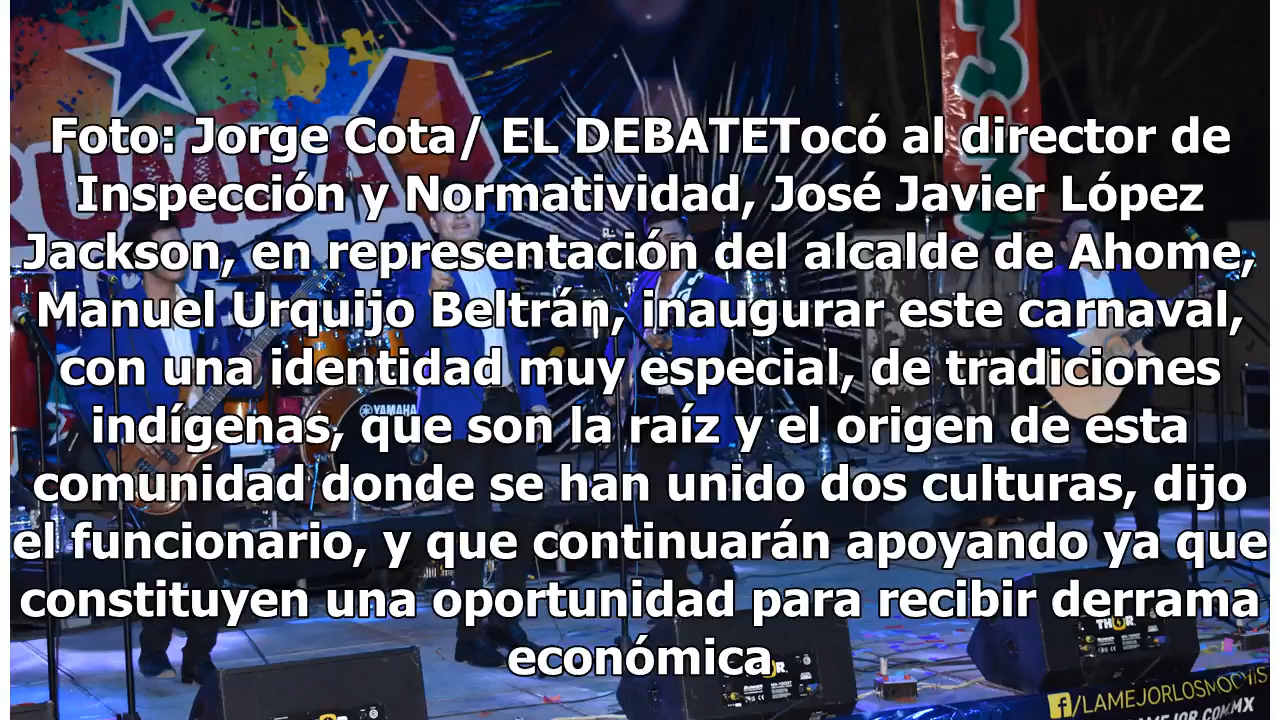 Foto: Jorge Cota/ EL DEBATETocó al director de
Inspección y Normatividad, José Javier López
Jackson, en representación del alcalde de Ahome,
Manuel Urquijo Beltrán, inaugurar este carnaval,
con una identidad muy especial, de tradiciones
indígenas, que son la raíz y el origen de esta
comunidad donde se han unido dos culturas, dijo
el funcionario, y que continuarán apoyando ya que
constituyen una oportunidad para recibir derrama
económica
YAMAHA
THOR
/LAMEJORLOSMOCHIS